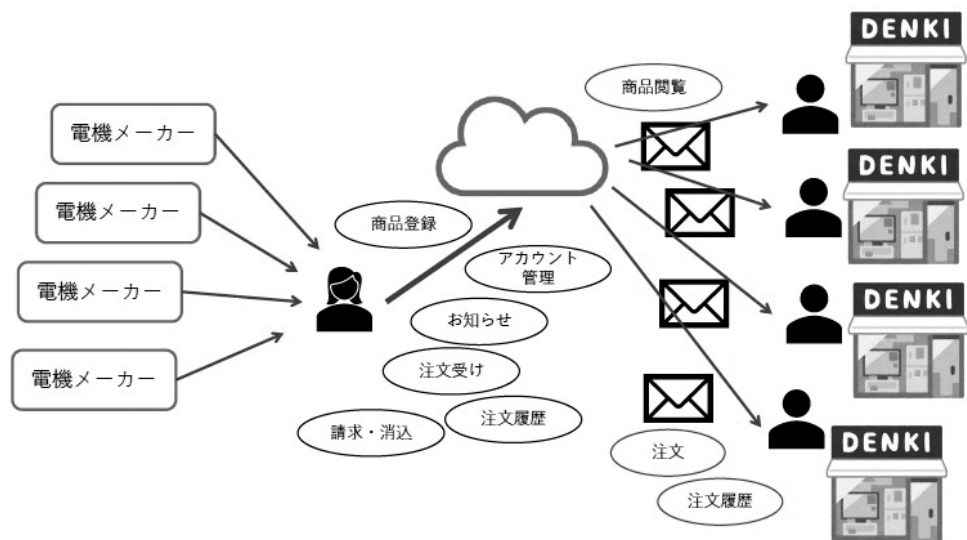 電機メーカー
電機メーカー
電機メーカー
電機メーカー
商品登録
アカウント
管理
お知らせ
注文受け
注文履歴
請求・消込
商品閲覧
注文
注文履歴
DENKI
DENKI
DENKI
DENKI